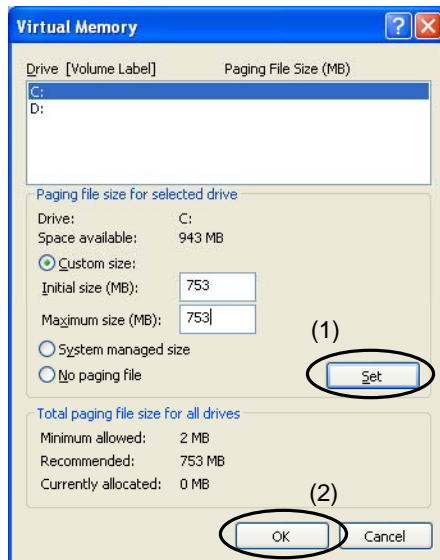 Virtual Memory
Drive [Volume Label] Paging File Size (MB)
C:
D:
Paging file size for selected drive
Drive: C:
Space available: 943 MB
Custom size:
Initial size (MB): 753
Maximum size (MB): 753
(1)
System managed size
No paging file Set
Total paging file size for all drives
Minimum allowed: 2 MB
Recommended: 753 MB
Currently allocated: 0 MB
(2)
OK Cancel